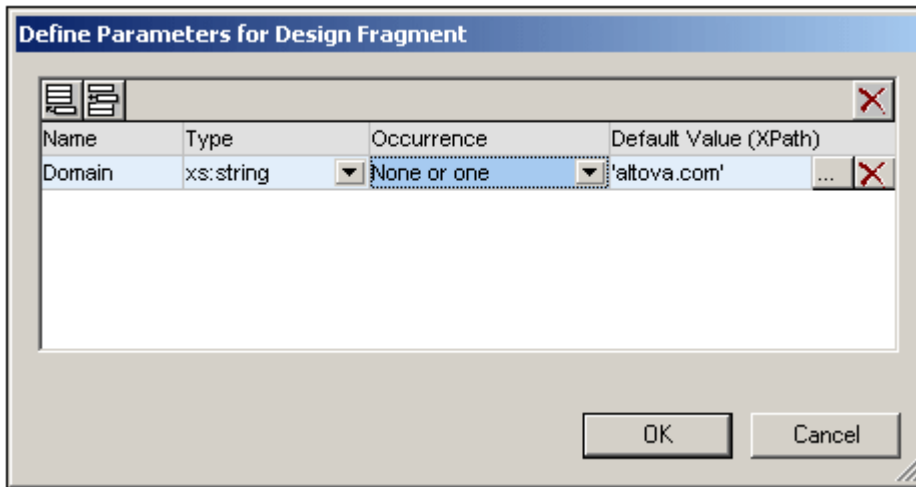 Define Parameters for Design Fragment
Name Type Occurrence Default Value (XPath)
Domain xs:string None or one 'altova.com' ...
OK Cancel